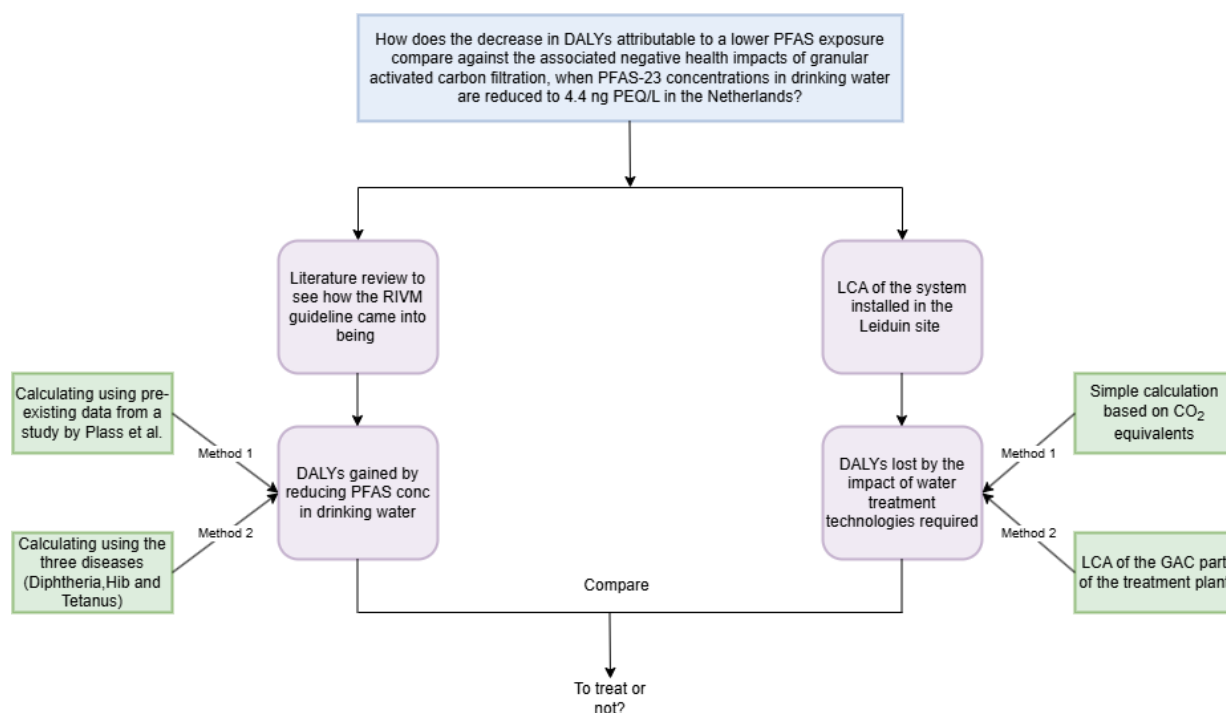 How does the decrease in DALYs attributable to a lower PFAS exposure
compare against the associated negative health impacts of granular
activated carbon filtration, when PFAS-23 concentrations in drinking water
are reduced to 4.4 ng PEQ/L in the Netherlands?
Literature review to
see how the RIVM
guideline came into
being
LCA of the system
installed in the
Leiduin site
Calculating using pre-
existing data from a
study by Plass et al.
Method 1
DALYs gained by
reducing PFAS conc
in drinking water
Method 2
Calculating using the
three diseases
(Diphtheria,Hib and
Tetanus)
Simple calculation
based on CO2
equivalents
Method 1
DALYs lost by the
impact of water
treatment
technologies required
Method 2
LCA of the GAC part
of the treatment plant
Compare
To treat or
not?